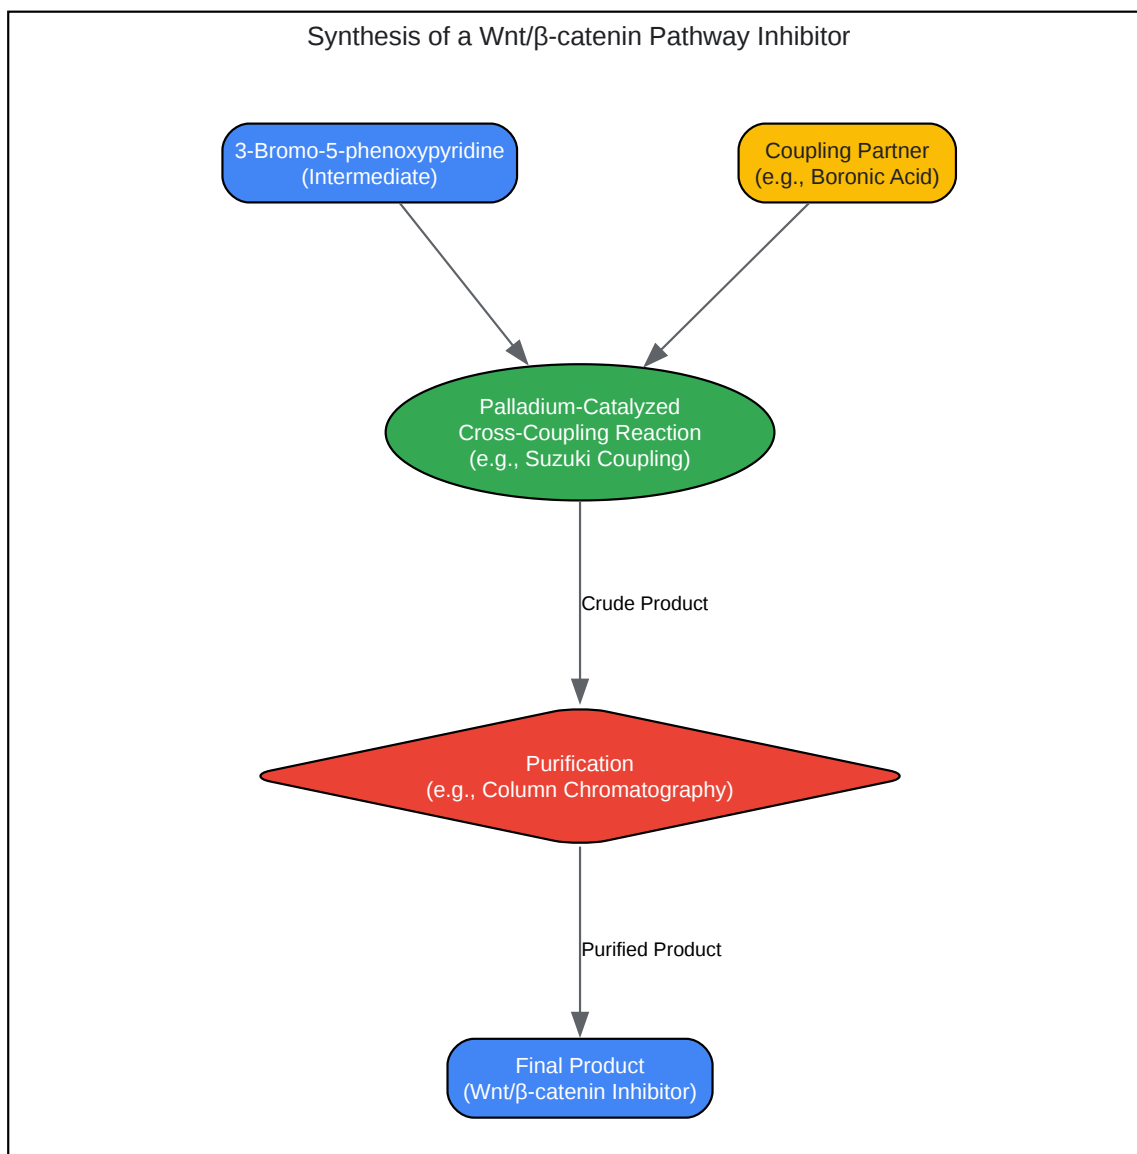 Synthesis of a Wnt/β-catenin Pathway Inhibitor
3-Bromo-5-phenoxypyridine
(Intermediate)
Coupling Partner
(e.g., Boronic Acid)
Palladium-Catalyzed
Cross-Coupling Reaction
(e.g., Suzuki Coupling)
Crude Product
Purification
(e.g., Column Chromatography)
Purified Product
Final Product
(Wnt/β-catenin Inhibitor)